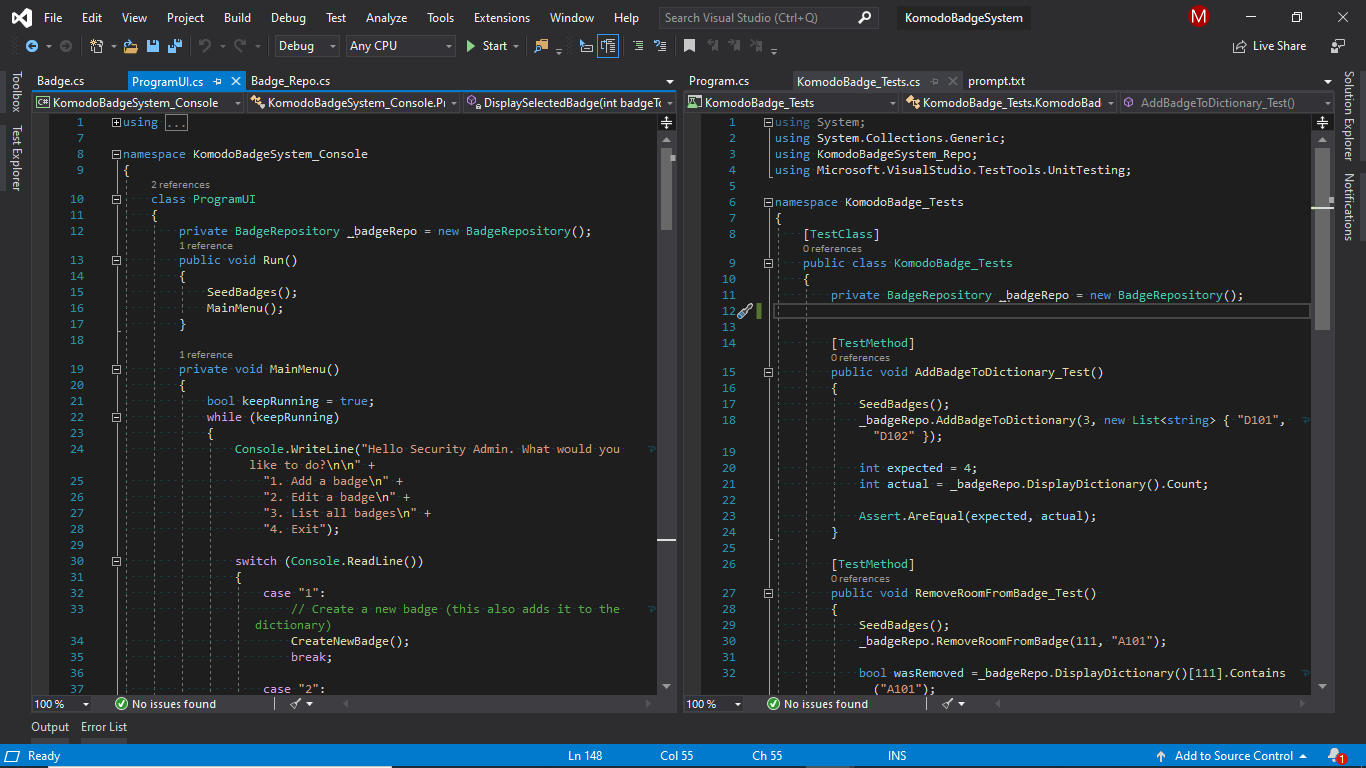 File Edit View Project Build Debug Test Analyze Tools Extensions Window Help Search Visual Studio (Ctrl+Q) KomodoBadgeSystem M
Debug Any CPU Start Live Share
Toolbox
Test Explorer
Badge.cs ProgramUI.cs Badge_Repo.cs
KomodoBadgeSystem_Console KomodoBadgeSystem_Console.Pr DisplaySelectedBadge(int badgeTo
1 using ...
7
8 namespace KomodoBadgeSystem_Console
9 {
2 references
10 class ProgramUI
11 {
12 private BadgeRepository _badgeRepo = new BadgeRepository();
1 reference
13 public void Run()
14 {
15 SeedBadges();
16 MainMenu();
17 }
18
1 reference
19 private void MainMenu()
20 {
21 bool keepRunning = true;
22 while (keepRunning)
23 {
24 Console.WriteLine("Hello Security Admin. What would you
like to do?\n\n" +
25 "1. Add a badge\n" +
26 "2. Edit a badge\n" +
27 "3. List all badges\n" +
28 "4. Exit");
29
30 switch (Console.ReadLine())
31 {
32 case "1":
33 // Create a new badge (this also adds it to the
dictionary)
34 CreateNewBadge();
35 break;
36
37 case "2":
100 % No issues found
Program.cs KomodoBadge_Tests.cs prompt.txt
KomodoBadge_Tests KomodoBadge_Tests.KomodoBad AddBadgeToDictionary_Test()
1 using System;
2 using System.Collections.Generic;
3 using KomodoBadgeSystem_Repo;
4 using Microsoft.VisualStudio.TestTools.UnitTesting;
5
6 namespace KomodoBadge_Tests
7 {
8 [TestClass]
0 references
9 public class KomodoBadge_Tests
10 {
11 private BadgeRepository _badgeRepo = new BadgeRepository();
12
13
14 [TestMethod]
0 references
15 public void AddBadgeToDictionary_Test()
16 {
17 SeedBadges();
18 _badgeRepo.AddBadgeToDictionary(3, new List<string> { "D101",
"D102" });
19
20 int expected = 4;
21 int actual = _badgeRepo.DisplayDictionary().Count;
22
23 Assert.AreEqual(expected, actual);
24 }
25
26 [TestMethod]
0 references
27 public void RemoveRoomFromBadge_Test()
28 {
29 SeedBadges();
30 _badgeRepo.RemoveRoomFromBadge(111, "A101");
31
32 bool wasRemoved =_badgeRepo.DisplayDictionary()[111].Contains
("A101");
100 % No issues found
Solution Explorer
Notifications
Output Error List
Ready Ln 148 Col 55 Ch 55 INS Add to Source Control 1